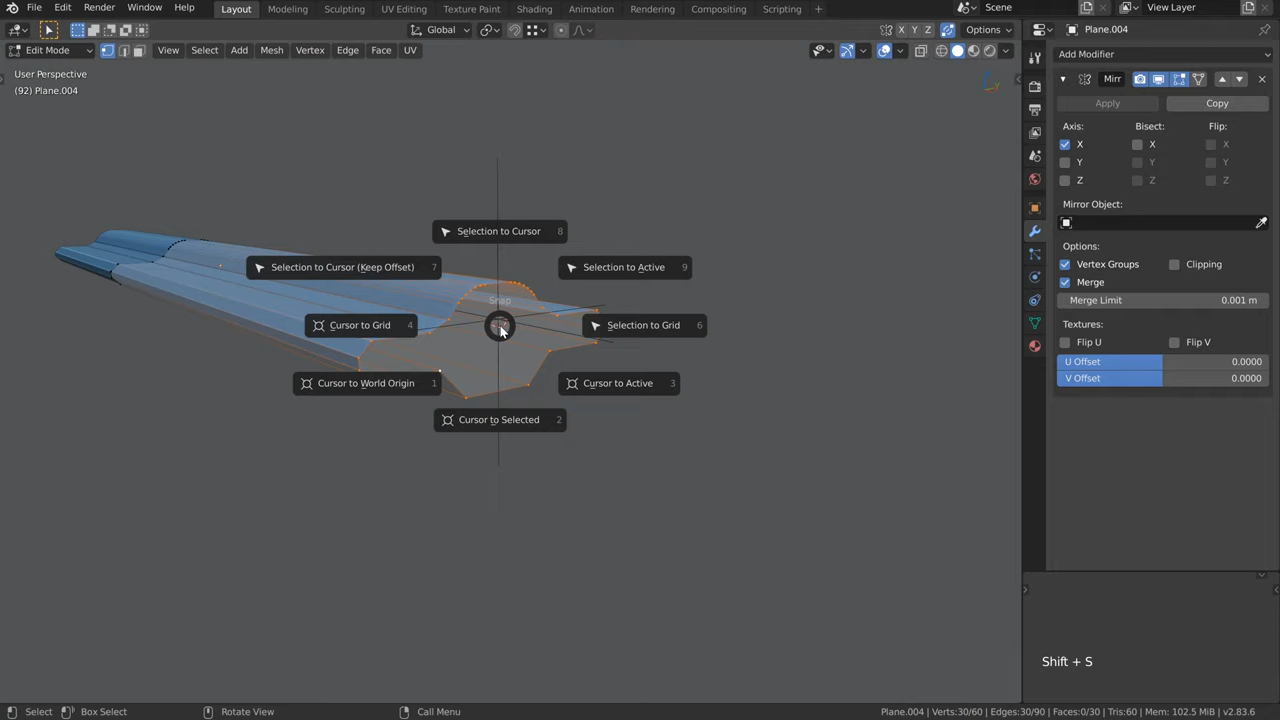 File Edit Render Window Help Layout Modeling Sculpting UV Editing Texture Paint Shading Animation Rendering Compositing Scripting + Scene View Layer
Global X Y Z Options Plane.004
Edit Mode View Select Add Mesh Vertex Edge Face UV Add Modifier
User Perspective
(92) Plane.004
Mirr
Apply Copy
Axis: Bisect: Flip:
X X X
Y Y Y
Z Z Z
Mirror Object:
Options:
Vertex Groups Clipping
Merge
Merge Limit 0.001 m
Textures:
Flip U Flip V
U Offset 0.0000
V Offset 0.0000
Selection to Cursor 8
Selection to Cursor (Keep Offset) 7
Selection to Active 9
Snap
Cursor to Grid 4
Selection to Grid 6
Cursor to World Origin 1
Cursor to Active 3
Cursor to Selected 2
Y
Shift + S
Select Box Select Rotate View Call Menu Plane.004 | Verts:30/60 | Edges:30/90 | Faces:0/30 | Tris:60 | Mem: 102.5 MiB | v2.83.6